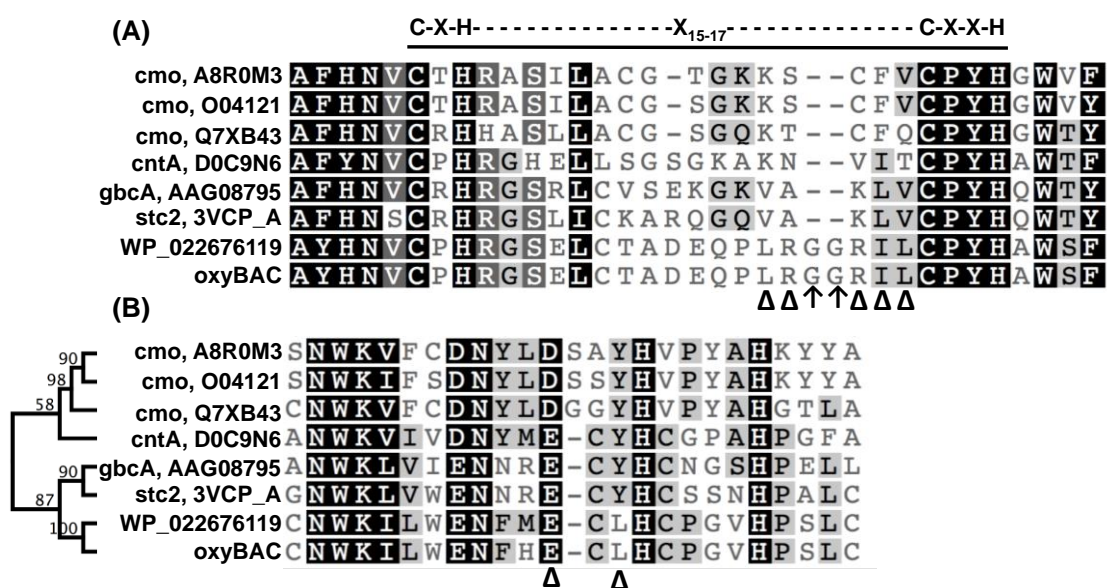 (A) C-X-H----------------X15-17---------------- C-X-X-H
cmo, A8R0M3 AFHNVCTHRASILACG-TGKKS--CFVCPYHGWVF
cmo, O04121 AFHNVCTHRASILACG-SGKKS--CFVCPYHGWVY
cmo, Q7XB43 AFHNVCRHHASLLACG-SGQKT--CFQCPYHGWTY
cntA, D0C9N6 AFYNVCPHRGHELLSGSGKAKN--VITCPYHAWTF
gbcA, AAG08795 AFHNVCRHRGSRLCVSEKGKVA--KLVCPYHQWTY
stc2, 3VCP_A AFHNSCRHRGSLICKARQGQVA--KLVCPYHQWTY
WP_022676119 AYHNVCPHRGSELCTADEQPLRGGRILCPYHAWSF
oxyBAC AYHNVCPHRGSELCTADEQPLRGGRILCPYHAWSF
Δ Δ ↑ ↑ Δ Δ Δ
(B)
90 cmo, A8R0M3 SNWKVFCDNYLDSAYHVPYAHKYYA
98 cmo, O04121 SNWKIFSDNYLDSSYHVPYAHKYYA
58 cmo, Q7XB43 CNWKVFCDNYLDGGYHVPYAHGTLA
cntA, D0C9N6 ANWKVIVDNYME-CYHCGPAHPGFA
90 gbcA, AAG08795 ANWKLVIENNRE-CYHCNGSHPELL
87 stc2, 3VCP_A GNWKLVWENNRE-CYHCSSNHPALC
100 WP_022676119 CNWKILWENFME-CLHCPGVHPSLC
oxyBAC CNWKILWENFHE-CLHCPGVHPSLC
Δ Δ